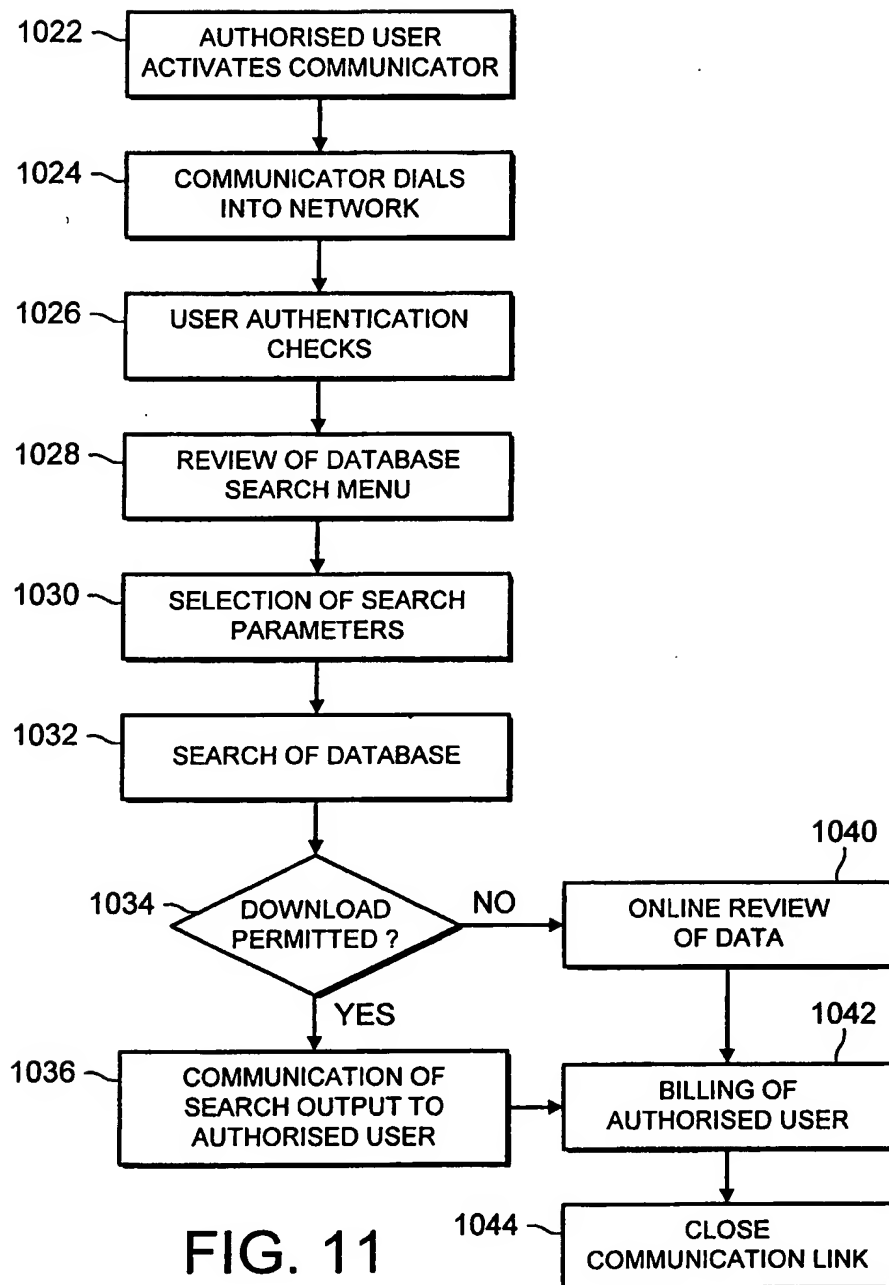 1022
AUTHORISED USER
ACTIVATES COMMUNICATOR
1024
COMMUNICATOR DIALS
INTO NETWORK
1026
USER AUTHENTICATION
CHECKS
1028
REVIEW OF DATABASE
SEARCH MENU
1030
SELECTION OF SEARCH
PARAMETERS
1032
SEARCH OF DATABASE
1034
DOWNLOAD
PERMITTED ?
NO
1040
ONLINE REVIEW
OF DATA
YES
1036
COMMUNICATION OF
SEARCH OUTPUT TO
AUTHORISED USER
1042
BILLING OF
AUTHORISED USER
1044
CLOSE
COMMUNICATION LINK
FIG. 11